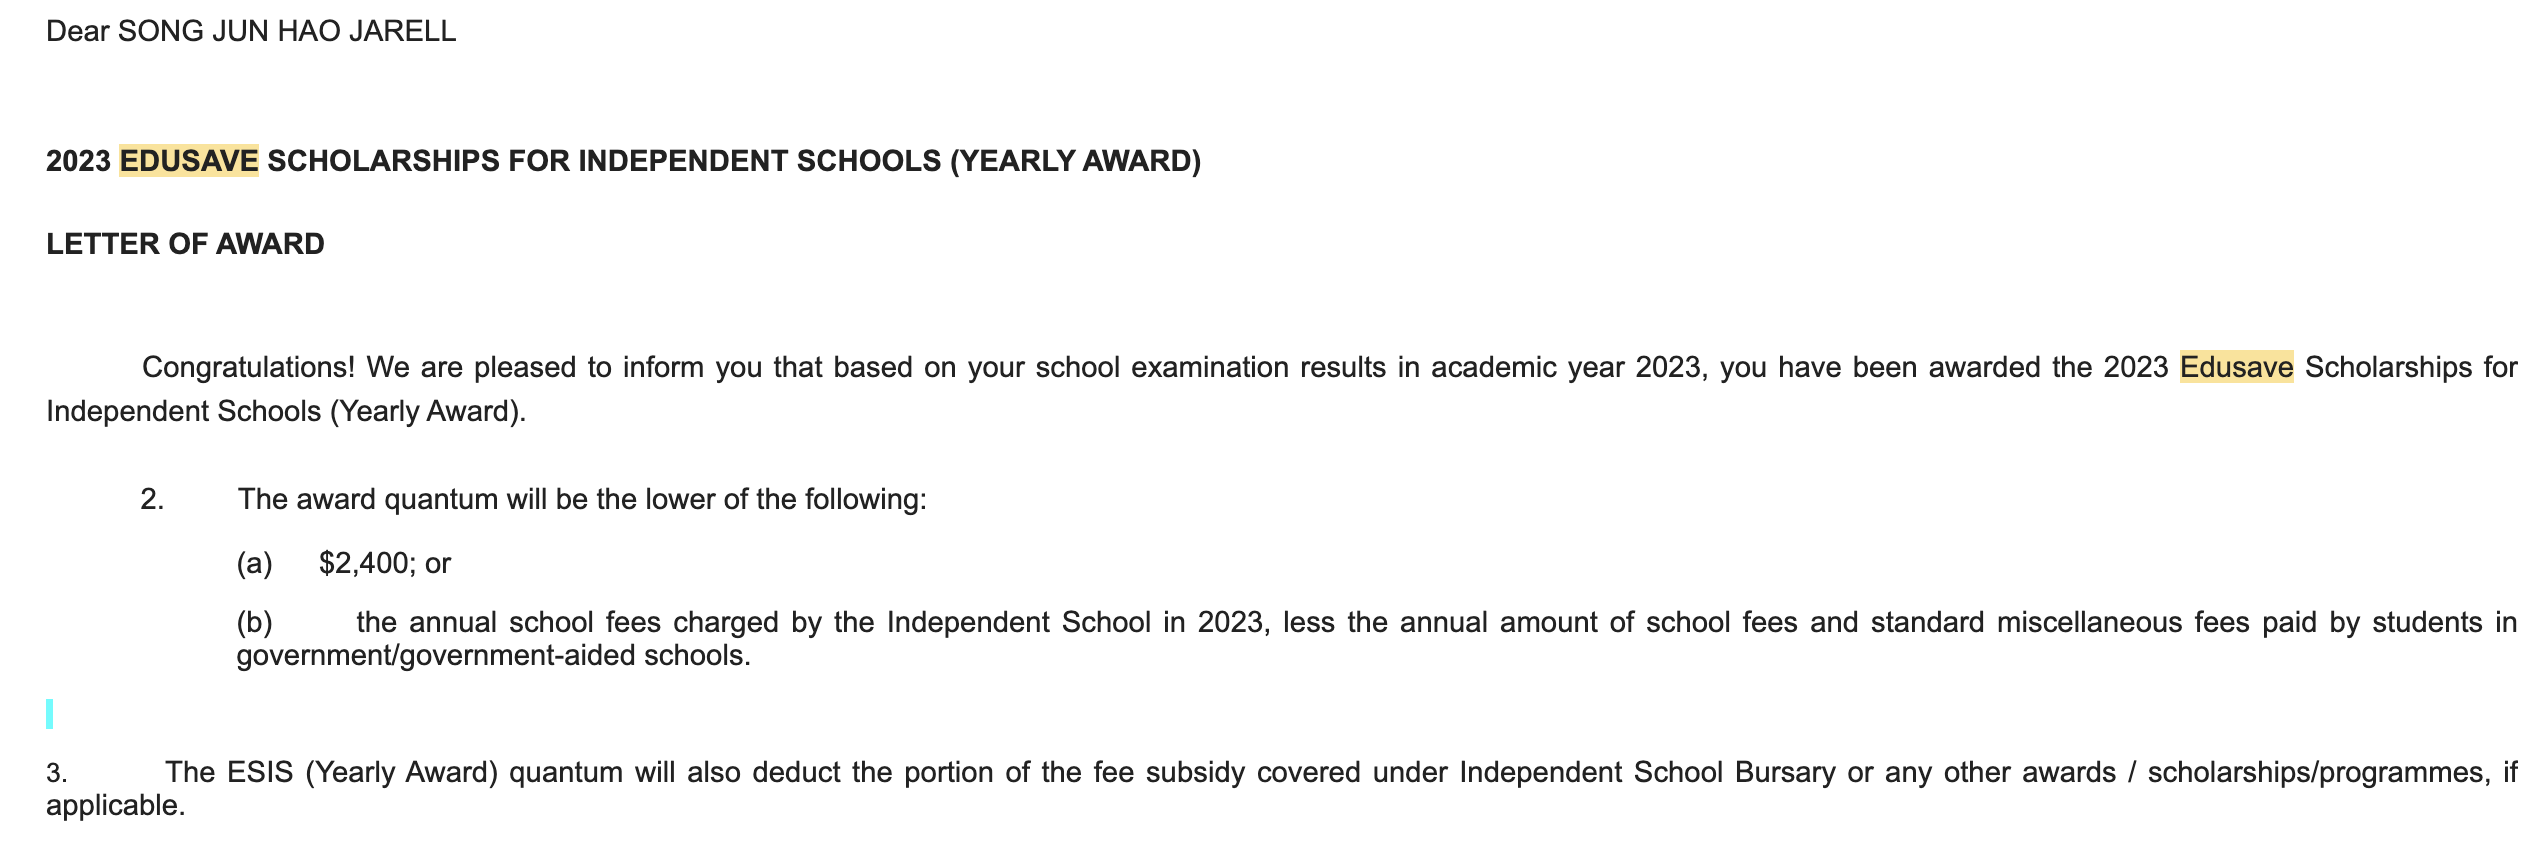 Dear SONG JUN HAO JARELL
2023 EDUSAVE SCHOLARSHIPS FOR INDEPENDENT SCHOOLS (YEARLY AWARD)
LETTER OF AWARD
Congratulations! We are pleased to inform you that based on your school examination results in academic year 2023, you have been awarded the 2023 Edusave Scholarships for
Independent Schools (Yearly Award).
2. The award quantum will be the lower of the following:
(a) $2,400; or
(b) the annual school fees charged by the Independent School in 2023, less the annual amount of school fees and standard miscellaneous fees paid by students in
government/government-aided schools.
3. The ESIS (Yearly Award) quantum will also deduct the portion of the fee subsidy covered under Independent School Bursary or any other awards / scholarships/programmes, if
applicable.